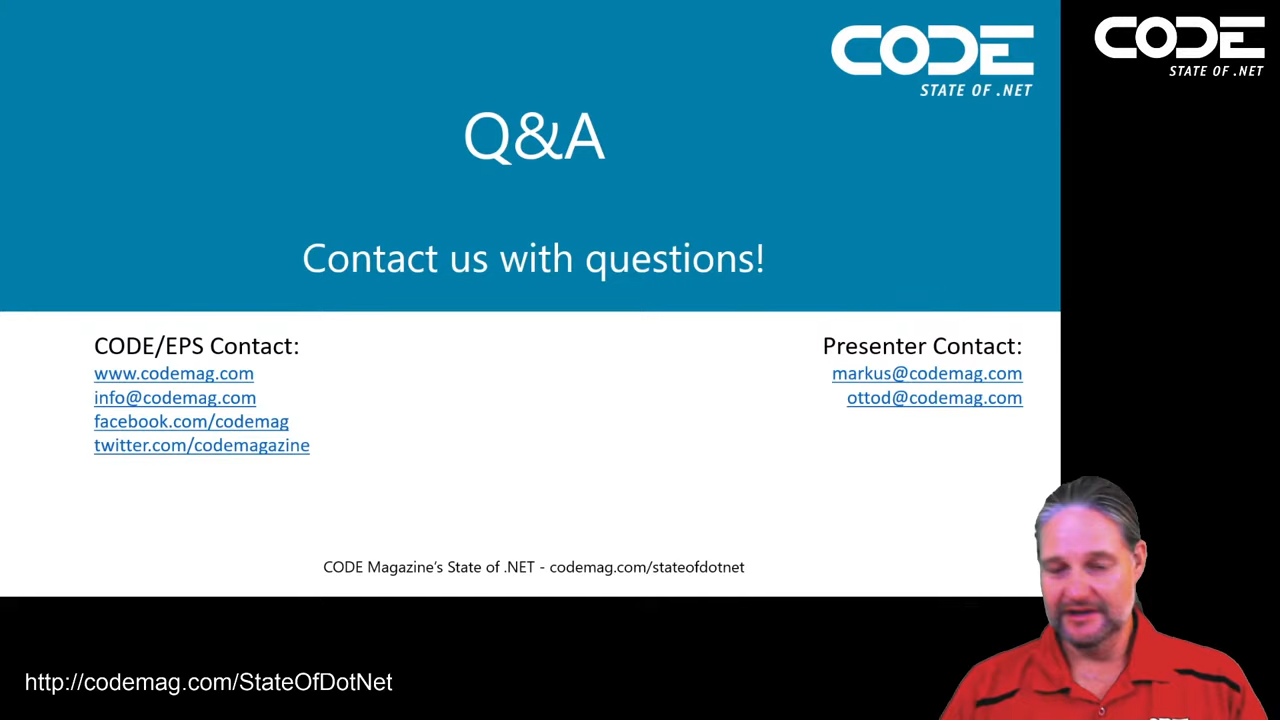 CODE
STATE OF .NET
CODE
STATE OF .NET
Q&A
Contact us with questions!
CODE/EPS Contact:
www.codemag.com
info@codemag.com
facebook.com/codemag
twitter.com/codemagazine
Presenter Contact:
markus@codemag.com
ottod@codemag.com
CODE Magazine's State of .NET - codemag.com/stateofdotnet
http://codemag.com/StateOfDotNet